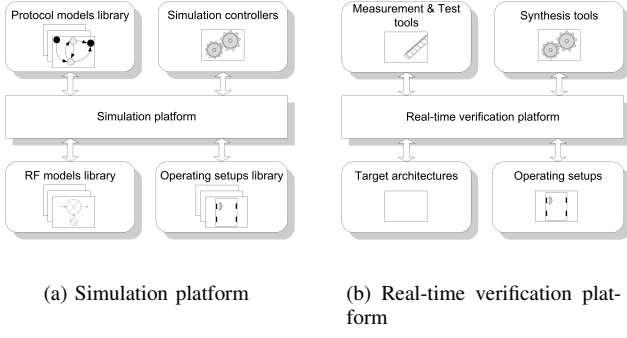 Protocol models library
Simulation controllers
Simulation platform
RF models library
Operating setups library
Measurement & Test
tools
Synthesis tools
Real-time verification platform
Target architectures
Operating setups
(a) Simulation platform
(b) Real-time verification plat-
form